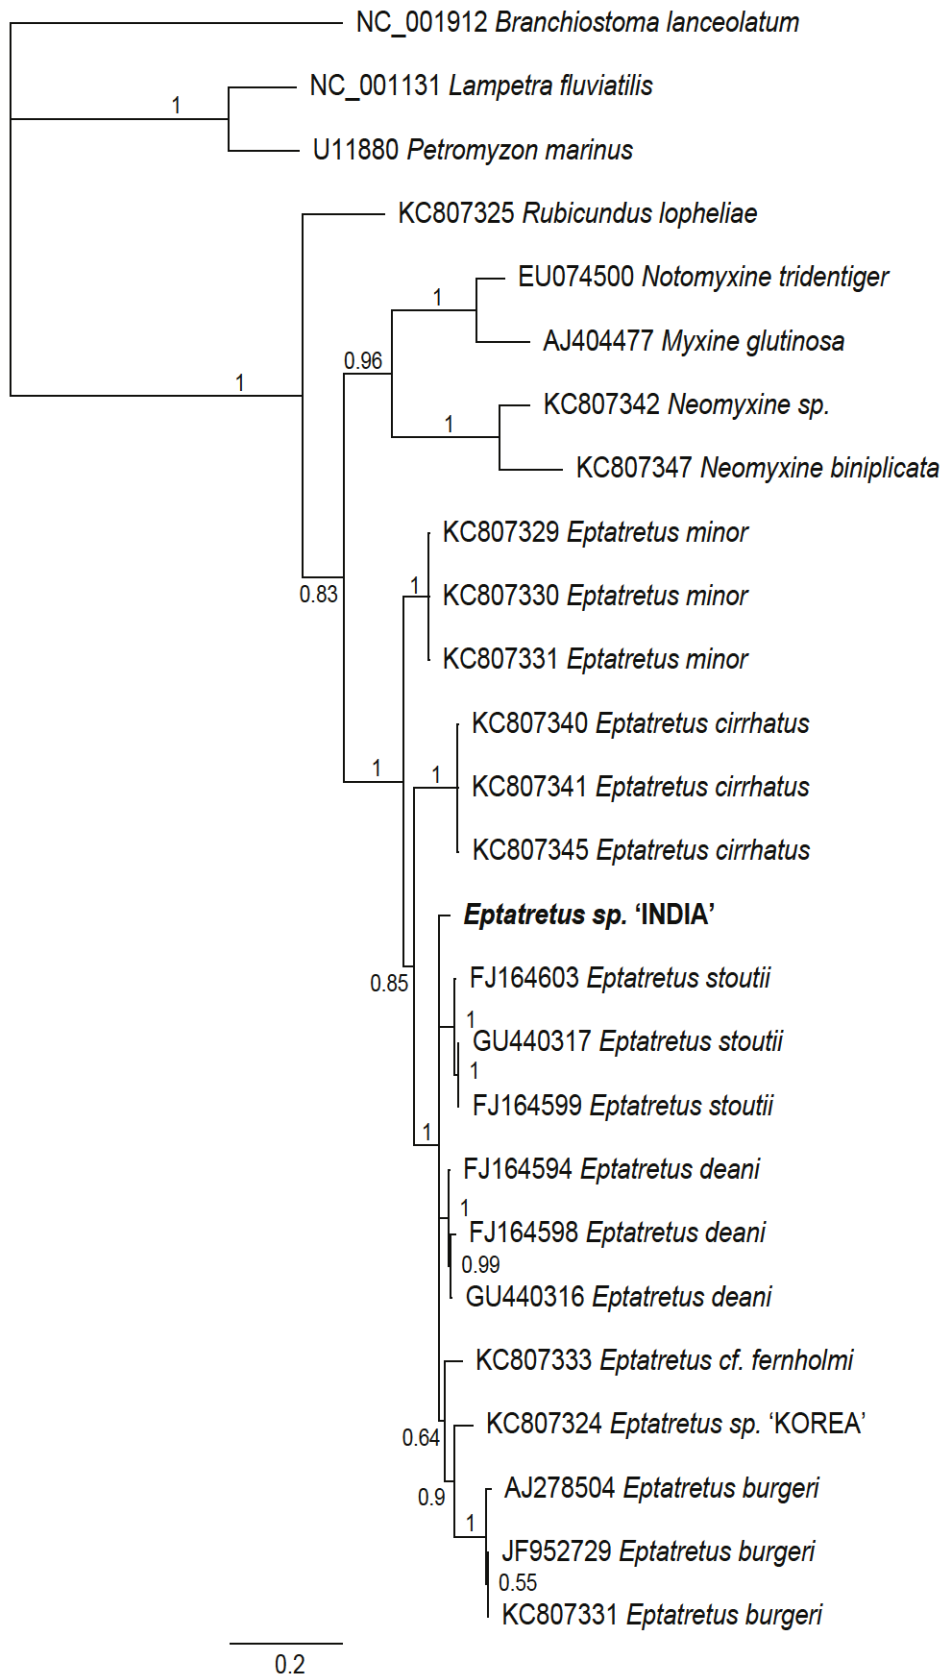 NC_001912 Branchiostoma lanceolatum
NC_001131 Lampetra fluviatilis
1
U11880 Petromyzon marinus
KC807325 Rubicundus lopheliae
EU074500 Notomyxine tridentiger
1
AJ404477 Myxine glutinosa
0.96
1
KC807342 Neomyxine sp.
1
KC807347 Neomyxine biniplicata
KC807329 Eptatretus minor
1
KC807330 Eptatretus minor
0.83
KC807331 Eptatretus minor
KC807340 Eptatretus cirrhatus
1
1
KC807341 Eptatretus cirrhatus
KC807345 Eptatretus cirrhatus
Eptatretus sp. ‘INDIA’
0.85
FJ164603 Eptatretus stoutii
1
GU440317 Eptatretus stoutii
1
FJ164599 Eptatretus stoutii
1
FJ164594 Eptatretus deani
1
FJ164598 Eptatretus deani
0.99
GU440316 Eptatretus deani
KC807333 Eptatretus cf. fernholmi
KC807324 Eptatretus sp. ‘KOREA’
0.64
AJ278504 Eptatretus burgeri
0.9
1
JF952729 Eptatretus burgeri
0.55
KC807331 Eptatretus burgeri
0.2